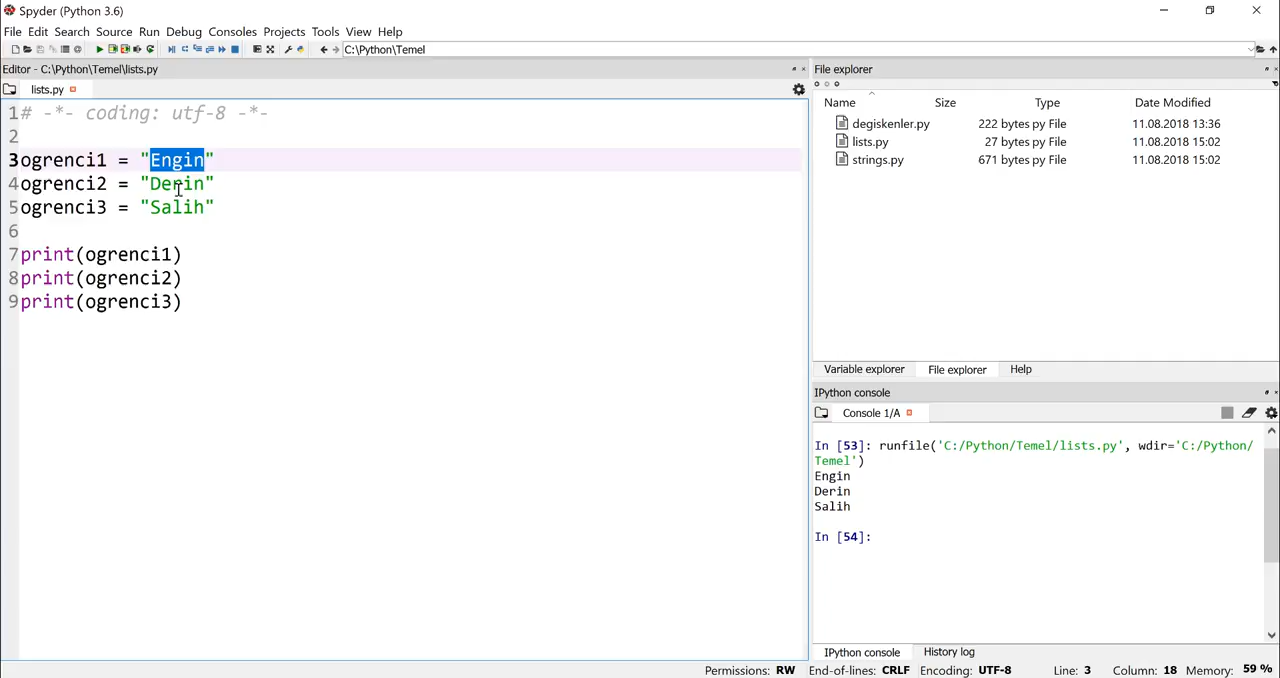 Spyder (Python 3.6)
File Edit Search Source Run Debug Consoles Projects Tools View Help
C:\Python\Temel
Editor - C:\Python\Temel\lists.py
lists.py
1# -*- coding: utf-8 -*-
2
3ogrenci1 = "Engin"
4ogrenci2 = "Derin"
5ogrenci3 = "Salih"
6
7print(ogrenci1)
8print(ogrenci2)
9print(ogrenci3)
File explorer
Name Size Type Date Modified
degiskenler.py 222 bytes py File 11.08.2018 13:36
lists.py 27 bytes py File 11.08.2018 15:02
strings.py 671 bytes py File 11.08.2018 15:02
Variable explorer File explorer Help
IPython console
Console 1/A
In [53]: runfile('C:/Python/Temel/lists.py', wdir='C:/Python/
Temel')
Engin
Derin
Salih
In [54]:
IPython console History log
Permissions: RW End-of-lines: CRLF Encoding: UTF-8 Line: 3 Column: 18 Memory: 59 %